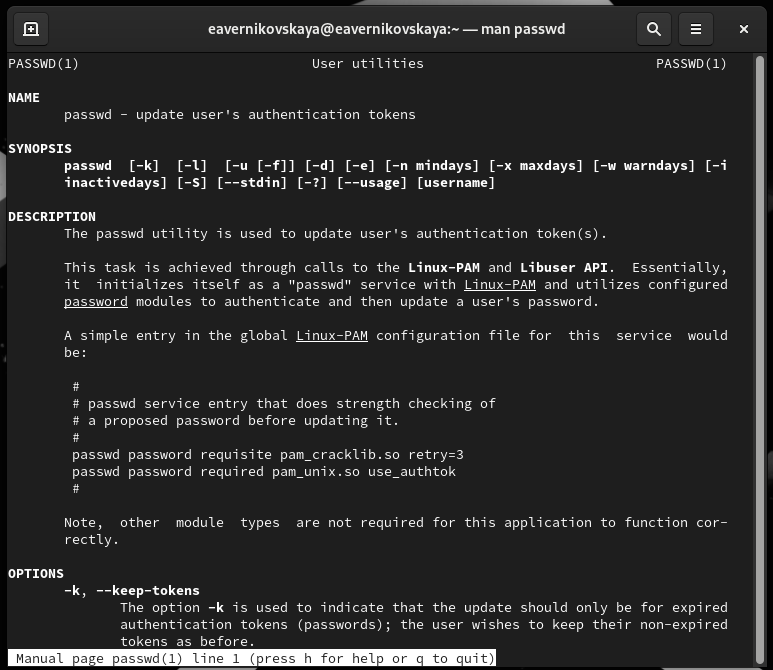 eavernikovskaya@eavernikovskaya:~ — man passwd
PASSWD(1)                             User utilities                             PASSWD(1)

NAME
       passwd - update user's authentication tokens

SYNOPSIS
       passwd  [-k]  [-l]  [-u [-f]] [-d] [-e] [-n mindays] [-x maxdays] [-w warndays] [-i
       inactivedays] [-S] [--stdin] [-?] [--usage] [username]

DESCRIPTION
       The passwd utility is used to update user's authentication token(s).

       This task is achieved through calls to the Linux-PAM and Libuser API.  Essentially,
       it  initializes itself as a "passwd" service with Linux-PAM and utilizes configured
       password modules to authenticate and then update a user's password.

       A simple entry in the global Linux-PAM configuration file for  this  service  would
       be:

        #
        # passwd service entry that does strength checking of
        # a proposed password before updating it.
        #
        passwd password requisite pam_cracklib.so retry=3
        passwd password required pam_unix.so use_authtok
        #

       Note,  other  module  types  are not required for this application to function cor-
       rectly.

OPTIONS
       -k, --keep-tokens
              The option -k is used to indicate that the update should only be for expired
              authentication tokens (passwords); the user wishes to keep their non-expired
              tokens as before.
 Manual page passwd(1) line 1 (press h for help or q to quit)